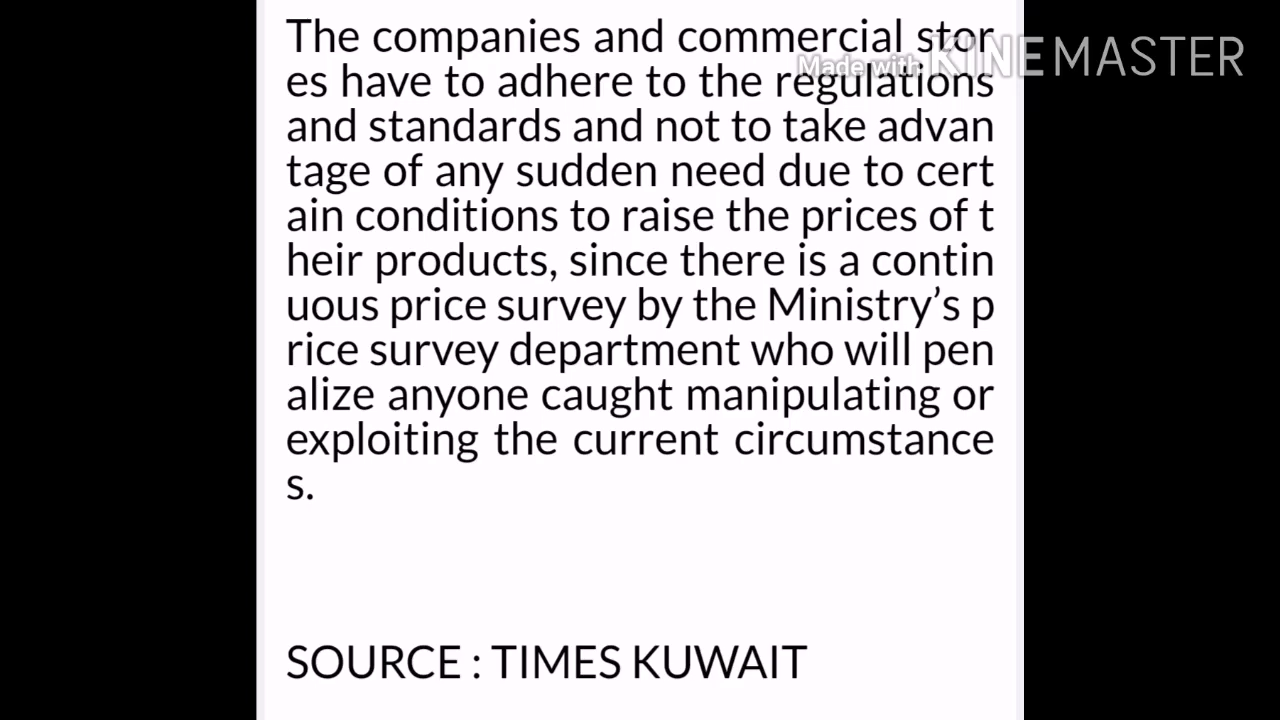 The companies and commercial stor
es have to adhere to the regulations
Made with KINEMASTER
and standards and not to take advan
tage of any sudden need due to cert
ain conditions to raise the prices of t
heir products, since there is a contin
uous price survey by the Ministry’s p
rice survey department who will pen
alize anyone caught manipulating or
exploiting the current circumstance
s.
SOURCE : TIMES KUWAIT